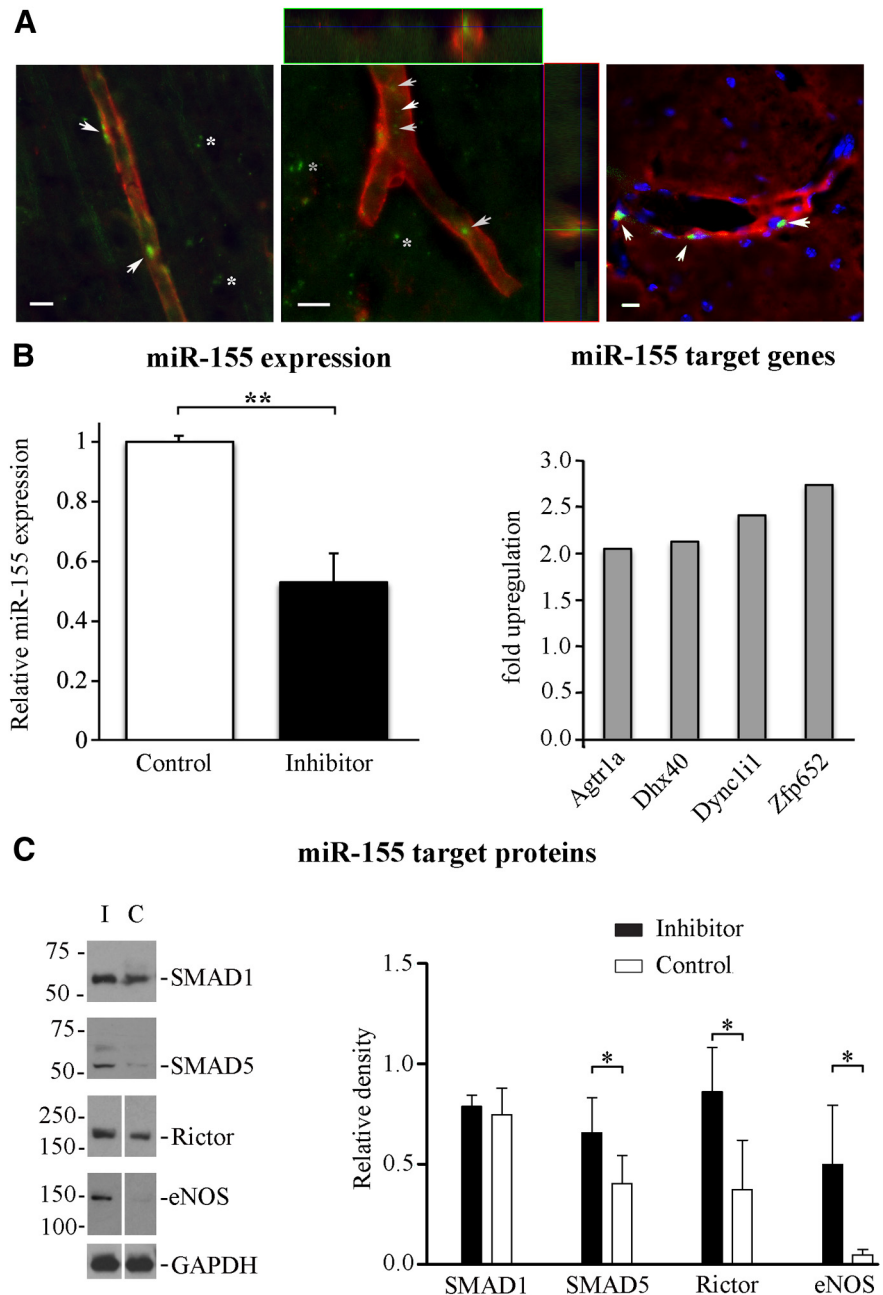 A
*
*
*
*
B
miR-155 expression
miR-155 target genes
Relative miR-155 expression
1
0.8
0.6
0.4
0.2
0
**
Control
Inhibitor
fold upregulation
3.0
2.5
2.0
1.5
1.0
0.5
0.0
Agtr1a
Dhx40
Dync1i1
Zfp652
C
miR-155 target proteins
I C
75 -
50 -
-SMAD1
75 -
50 -
-SMAD5
250 -
150 -
-Rictor
150 -
100 -
-eNOS
-GAPDH
Inhibitor
Control
Relative density
1.5
1.0
0.5
0.0
*
*
*
SMAD1
SMAD5
Rictor
eNOS